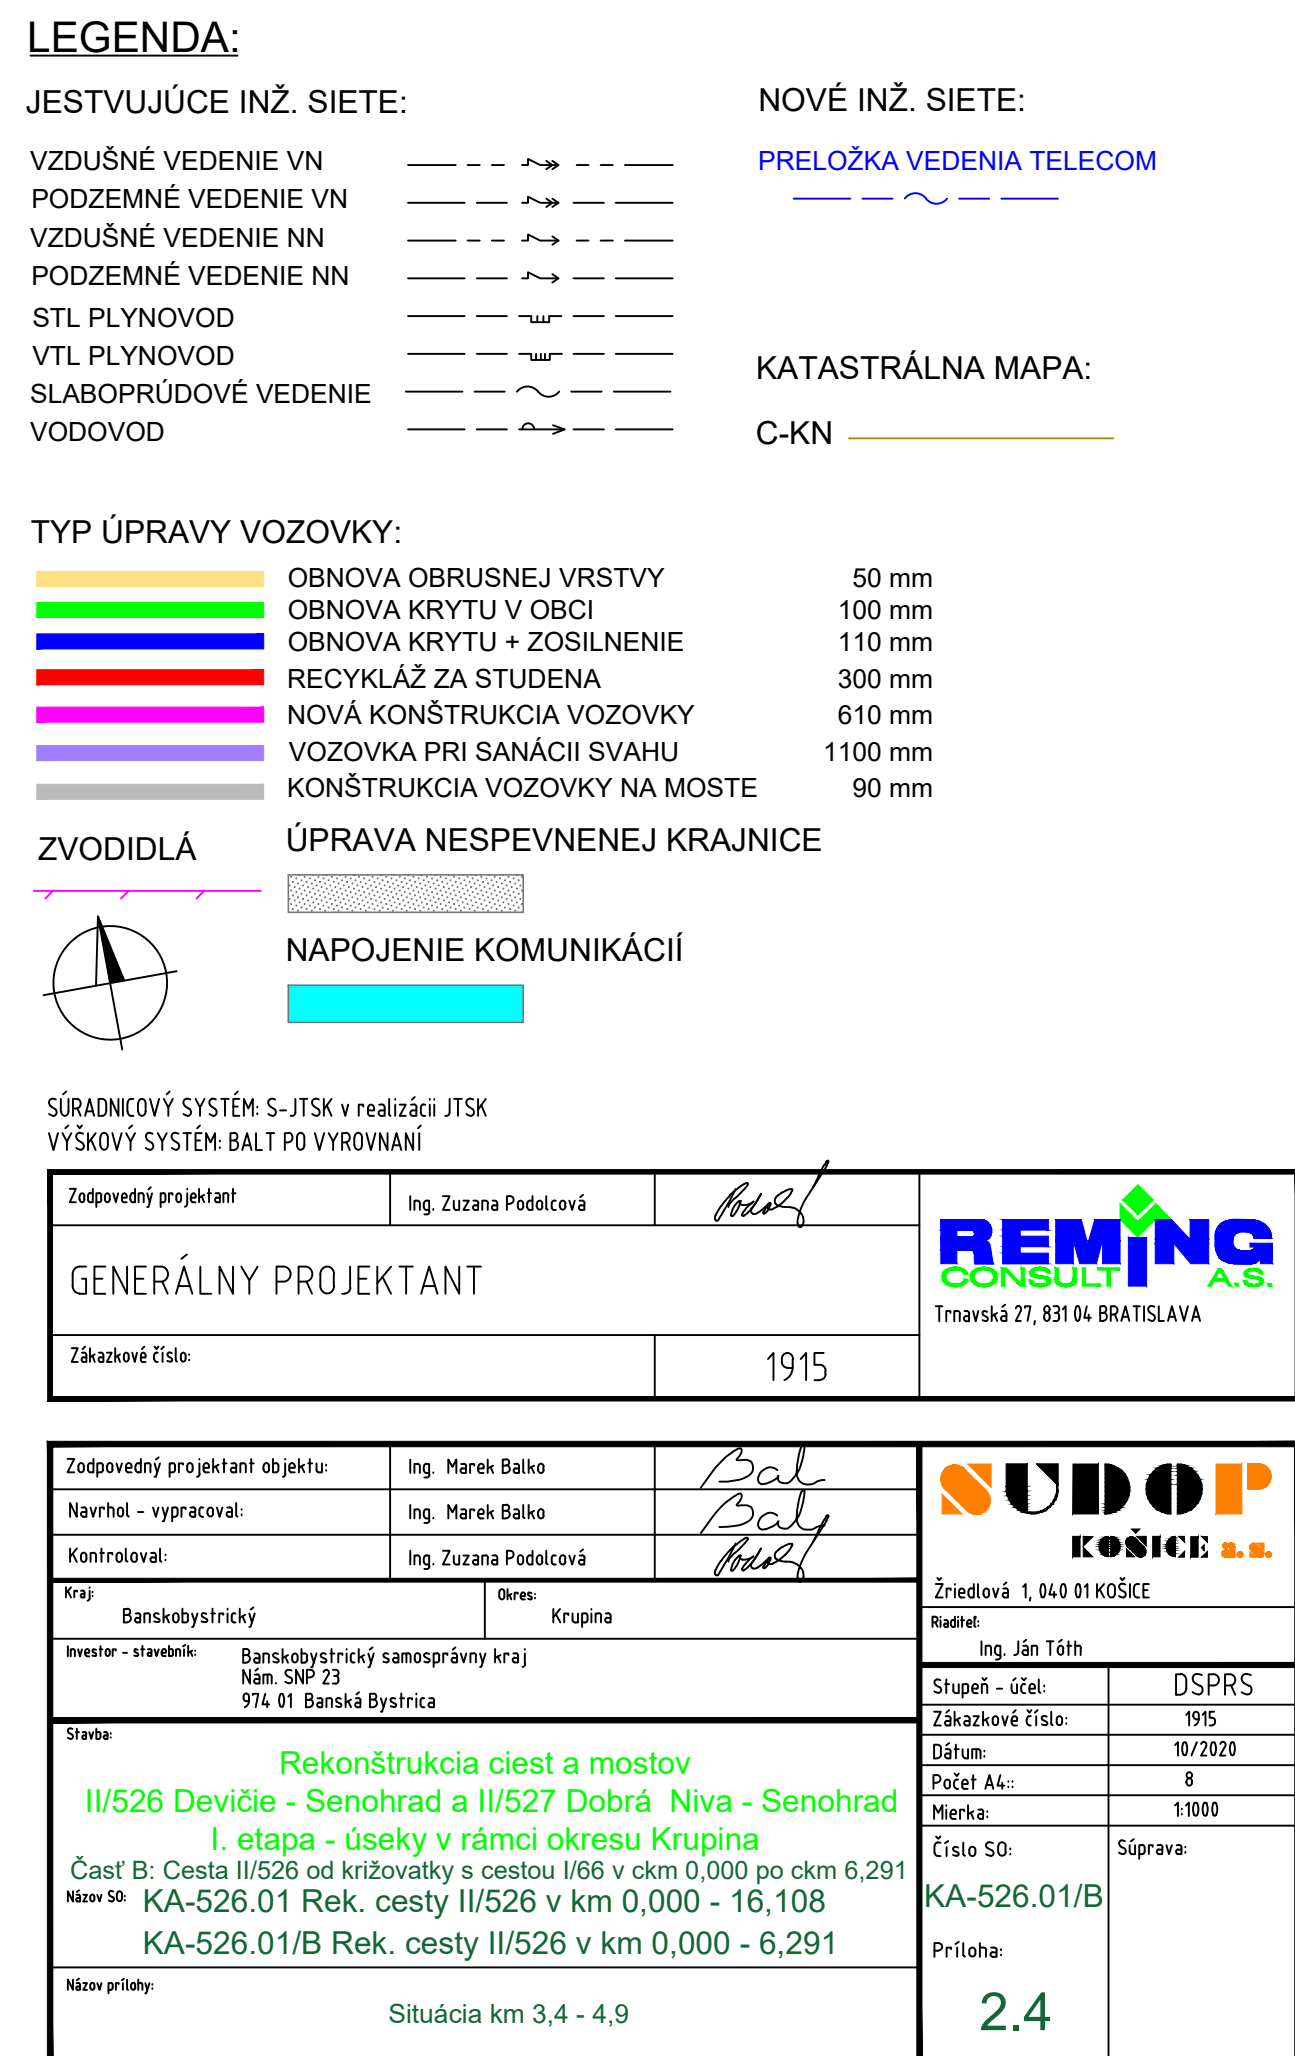 LEGENDA:
JESTVUJÚCE INŽ. SIETE:
VZDUŠNÉ VEDENIE VN
PODZEMNÉ VEDENIE VN
VZDUŠNÉ VEDENIE NN
PODZEMNÉ VEDENIE NN
STL PLYNOVOD
VTL PLYNOVOD
SLABOPRÚDOVÉ VEDENIE
VODOVOD
NOVÉ INŽ. SIETE:
PRELOŽKA VEDENIA TELECOM
KATASTRÁLNA MAPA:
C-KN
TYP ÚPRAVY VOZOVKY:
OBNOVA OBRUSNEJ VRSTVY 50 mm
OBNOVA KRYTU V OBCI 100 mm
OBNOVA KRYTU + ZOSILNENIE 110 mm
RECYKLÁŽ ZA STUDENA 300 mm
NOVÁ KONŠTRUKCIA VOZOVKY 610 mm
VOZOVKA PRI SANÁCII SVAHU 1100 mm
KONŠTRUKCIA VOZOVKY NA MOSTE 90 mm
ZVODIDLÁ
ÚPRAVA NESPEVNENEJ KRAJNICE
NAPOJENIE KOMUNIKÁCIÍ
SÚRADNICOVÝ SYSTÉM: S-JTSK v realizácii JTSK
VÝŠKOVÝ SYSTÉM: BALT PO VYROVNANÍ
Zodpovedný projektant Ing. Zuzana Podolcová
GENERÁLNY PROJEKTANT
Zákazkové číslo: 1915
REMING
CONSULT A.S.
Trnavská 27, 831 04 BRATISLAVA
Zodpovedný projektant objektu: Ing. Marek Balko Bal
Navrhol - vypracoval: Ing. Marek Balko Bal
Kontroloval: Ing. Zuzana Podolcová
Kraj: Banskobystrický
Okres: Krupina
Investor - stavebník: Banskobystrický samosprávny kraj
Nám. SNP 23
974 01 Banská Bystrica
SUDOP
KOŠICE a.s.
Žriedlová 1, 040 01 KOŠICE
Riaditeľ:
Ing. Ján Tóth
Stupeň - účel: DSPRS
Zákazkové číslo: 1915
Dátum: 10/2020
Počet A4:: 8
Mierka: 1:1000
Stavba:
Rekonštrukcia ciest a mostov
II/526 Devičie - Senohrad a II/527 Dobrá Niva - Senohrad
I. etapa - úseky v rámci okresu Krupina
Časť B: Cesta II/526 od križovatky s cestou I/66 v ckm 0,000 po ckm 6,291
Názov SO: KA-526.01 Rek. cesty II/526 v km 0,000 - 16,108
KA-526.01/B Rek. cesty II/526 v km 0,000 - 6,291
Číslo SO:
KA-526.01/B
Súprava:
Príloha:
2.4
Názov prílohy:
Situácia km 3,4 - 4,9